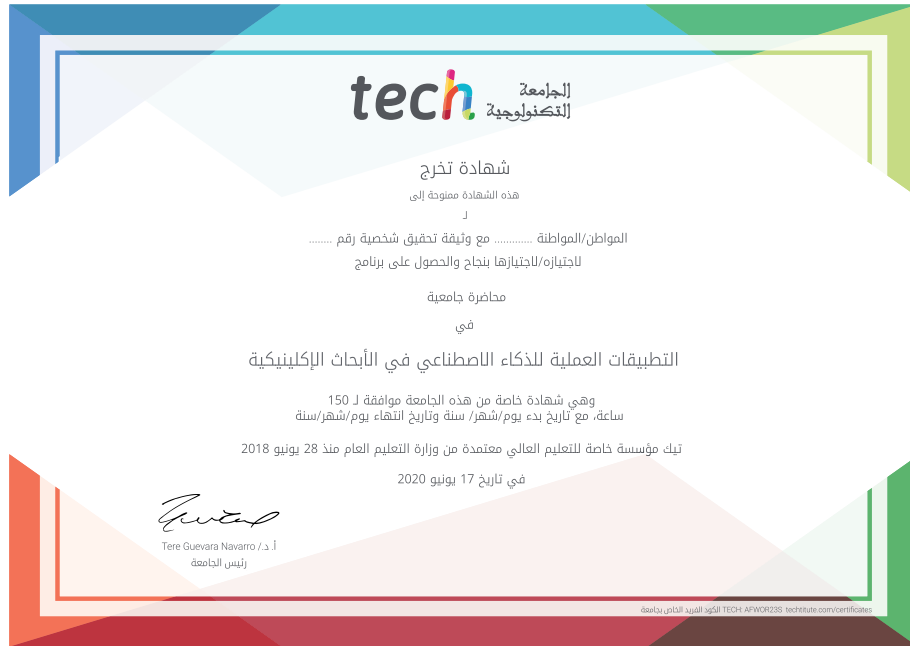 tech الجامعة
التكنولوجية
شهادة تخرج
هذه الشهادة ممنوحة إلى
لـ
المواطن/المواطنة ............ مع وثيقة تحقيق شخصية رقم ........
لاجتيازه/لاجتيازها بنجاح والحصول على برنامج
محاضرة جامعية
في
التطبيقات العملية للذكاء الاصطناعي في الأبحاث الإكلينيكية
وهي شهادة خاصة من هذه الجامعة موافقة لـ 150
ساعة، مع تاريخ بدء يوم/شهر/ سنة وتاريخ انتهاء يوم/شهر/سنة
تيك مؤسسة خاصة للتعليم العالي معتمدة من وزارة التعليم العام منذ 28 يونيو 2018
في تاريخ 17 يونيو 2020
أ. د./ Tere Guevara Navarro
رئيس الجامعة
الكود الفريد الخاص بجامعة TECH: AFWOR23S techtitute.com/certificates